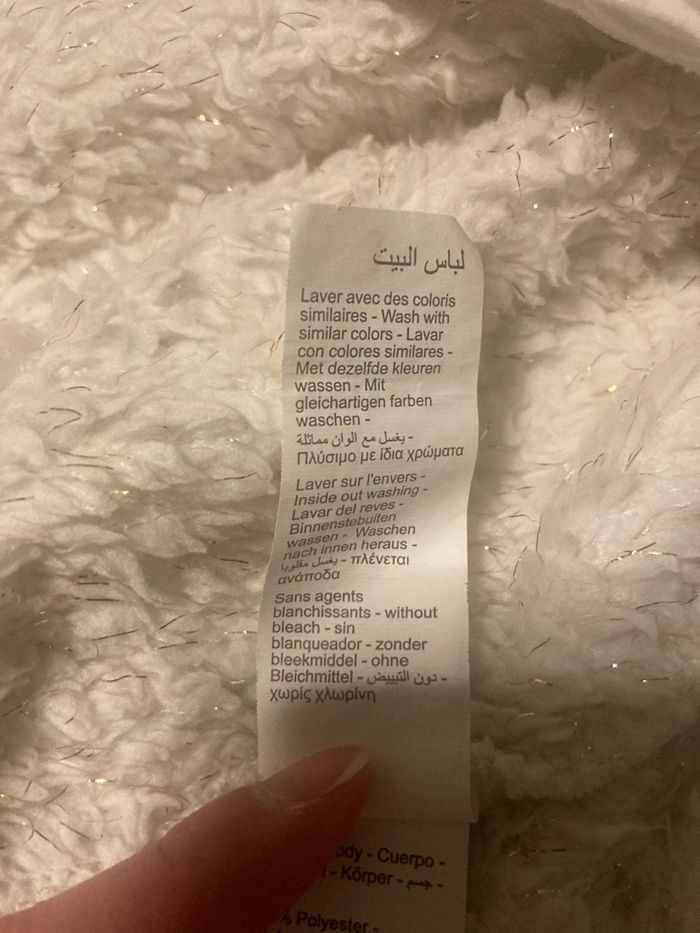 لباس البيت
Laver avec des coloris
similaires - Wash with
similar colors - Lavar
con colores similares -
Met dezelfde kleuren
wassen - Mit
gleichartigen farben
waschen -
يغسل مع الوان مماثلة -
Πλύσιμο με ίδια χρώματα
Laver sur l'envers -
Inside out washing -
Lavar del reves -
Binnenstebuiten
wassen - Waschen
nach innen heraus -
يغسل مقلوبا - πλένεται
ανάποδα
Sans agents
blanchissants - without
bleach - sin
blanqueador - zonder
bleekmiddel - ohne
Bleichmittel - دون التبييض -
χωρίς χλωρίνη
- Cuerpo -
- Körper - جسم -
% Polyester -